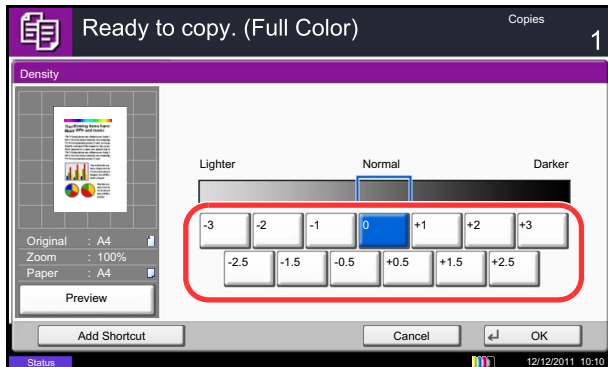 Ready to copy. (Full Color)
Copies
1
Density
Lighter Normal Darker
-3 -2 -1 0 +1 +2 +3
-2.5 -1.5 -0.5 +0.5 +1.5 +2.5
Original : A4
Zoom : 100%
Paper : A4
Preview
Add Shortcut
Cancel
OK
Status
12/12/2011 10:10